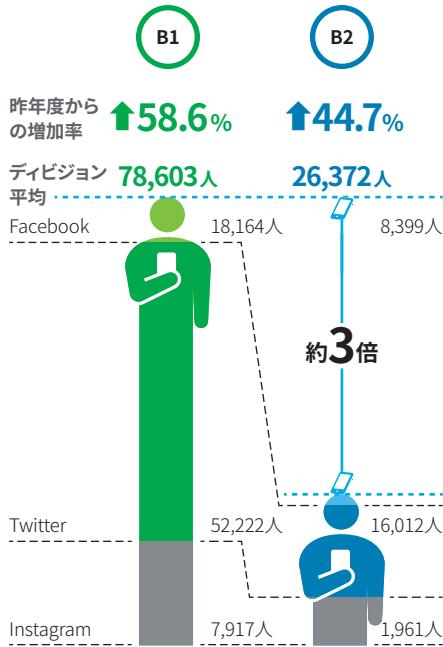 B1 B2
昨年度から
の増加率 58.6% 44.7%
ディビジョン
平均 78,603人 26,372人
Facebook 18,164人 8,399人
約3倍
Twitter 52,222人 16,012人
Instagram 7,917人 1,961人